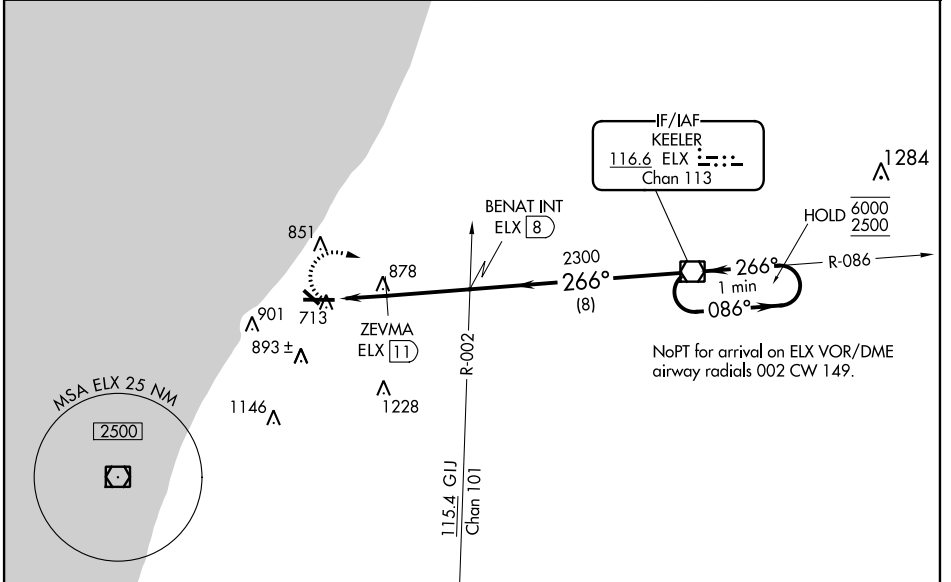 IF/IAF
KEELER
116.6 ELX
Chan 113
1284
HOLD 6000
2500
BENAT INT
ELX 8
851
2300
266°
(8)
266°
1 min
086°
R-086
878
713
ZEVMA
ELX 11
901
893 ±
R-002
NoPT for arrival on ELX VOR/DME
airway radials 002 CW 149.
MSA ELX 25 NM
2500
1146
1228
115.4 GIJ
Chan 101